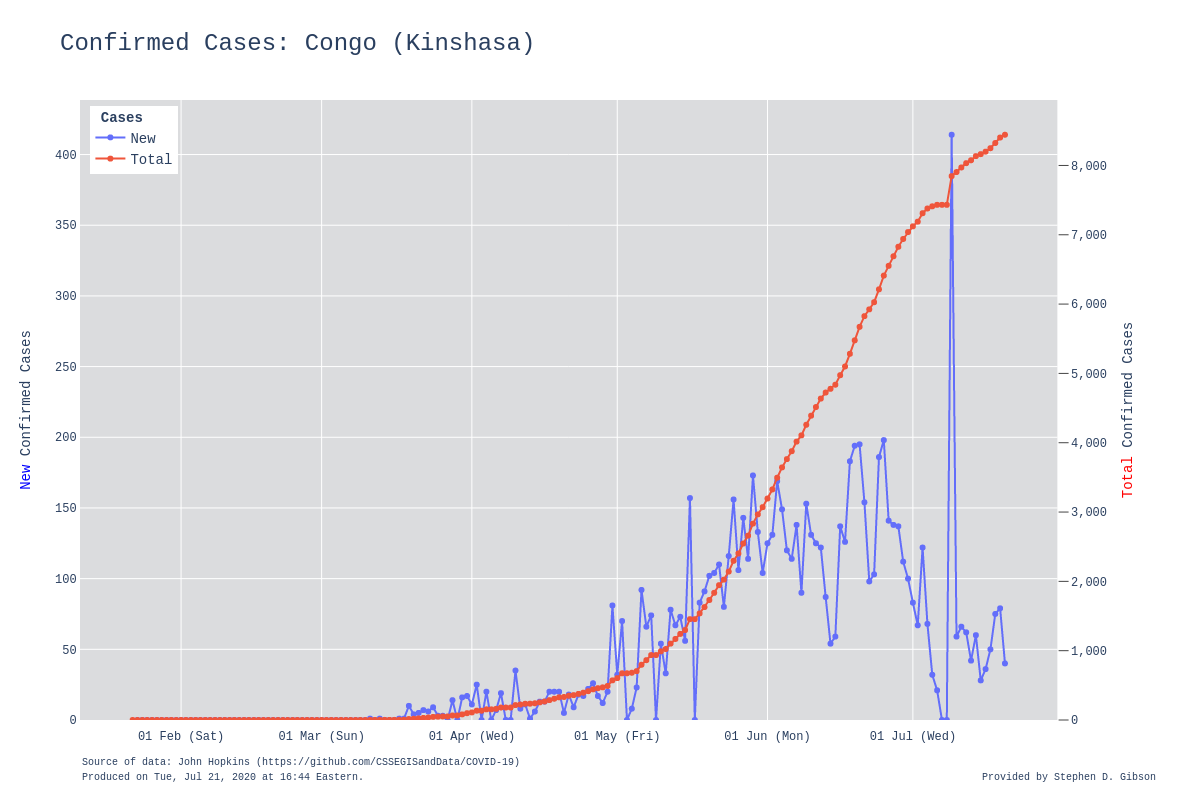 Confirmed Cases: Congo (Kinshasa)
Cases
New
Total
400
350
300
250
200
150
100
50
0
8,000
7,000
6,000
5,000
4,000
3,000
2,000
1,000
0
New Confirmed Cases
Total Confirmed Cases
01 Feb (Sat)
01 Mar (Sun)
01 Apr (Wed)
01 May (Fri)
01 Jun (Mon)
01 Jul (Wed)
Source of data: John Hopkins (https://github.com/CSSEGISandData/COVID-19)
Produced on Tue, Jul 21, 2020 at 16:44 Eastern.
Provided by Stephen D. Gibson